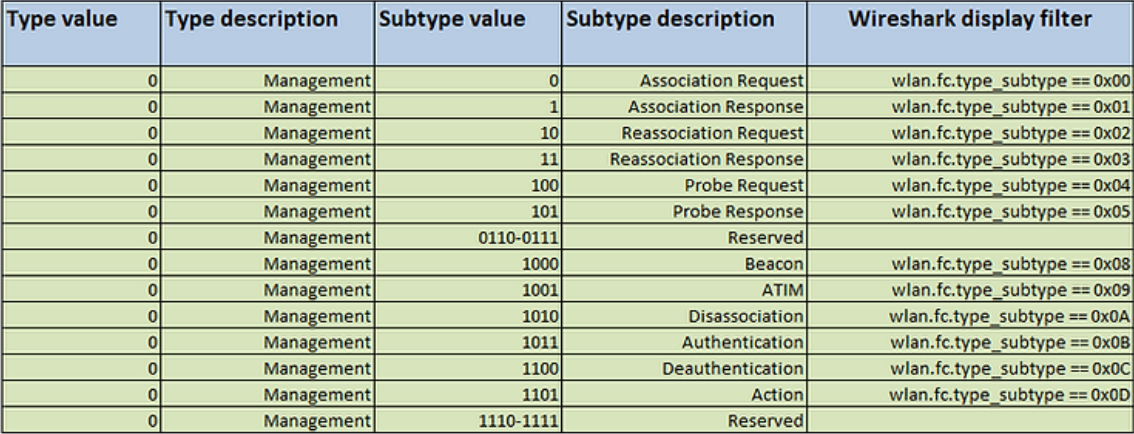 Type value Type description Subtype value Subtype description Wireshark display filter
0 Management 0 Association Request wlan.fc.type_subtype == 0x00
0 Management 1 Association Response wlan.fc.type_subtype == 0x01
0 Management 10 Reassociation Request wlan.fc.type_subtype == 0x02
0 Management 11 Reassociation Response wlan.fc.type_subtype == 0x03
0 Management 100 Probe Request wlan.fc.type_subtype == 0x04
0 Management 101 Probe Response wlan.fc.type_subtype == 0x05
0 Management 0110-0111 Reserved
0 Management 1000 Beacon wlan.fc.type_subtype == 0x08
0 Management 1001 ATIM wlan.fc.type_subtype == 0x09
0 Management 1010 Disassociation wlan.fc.type_subtype == 0x0A
0 Management 1011 Authentication wlan.fc.type_subtype == 0x0B
0 Management 1100 Deauthentication wlan.fc.type_subtype == 0x0C
0 Management 1101 Action wlan.fc.type_subtype == 0x0D
0 Management 1110-1111 Reserved